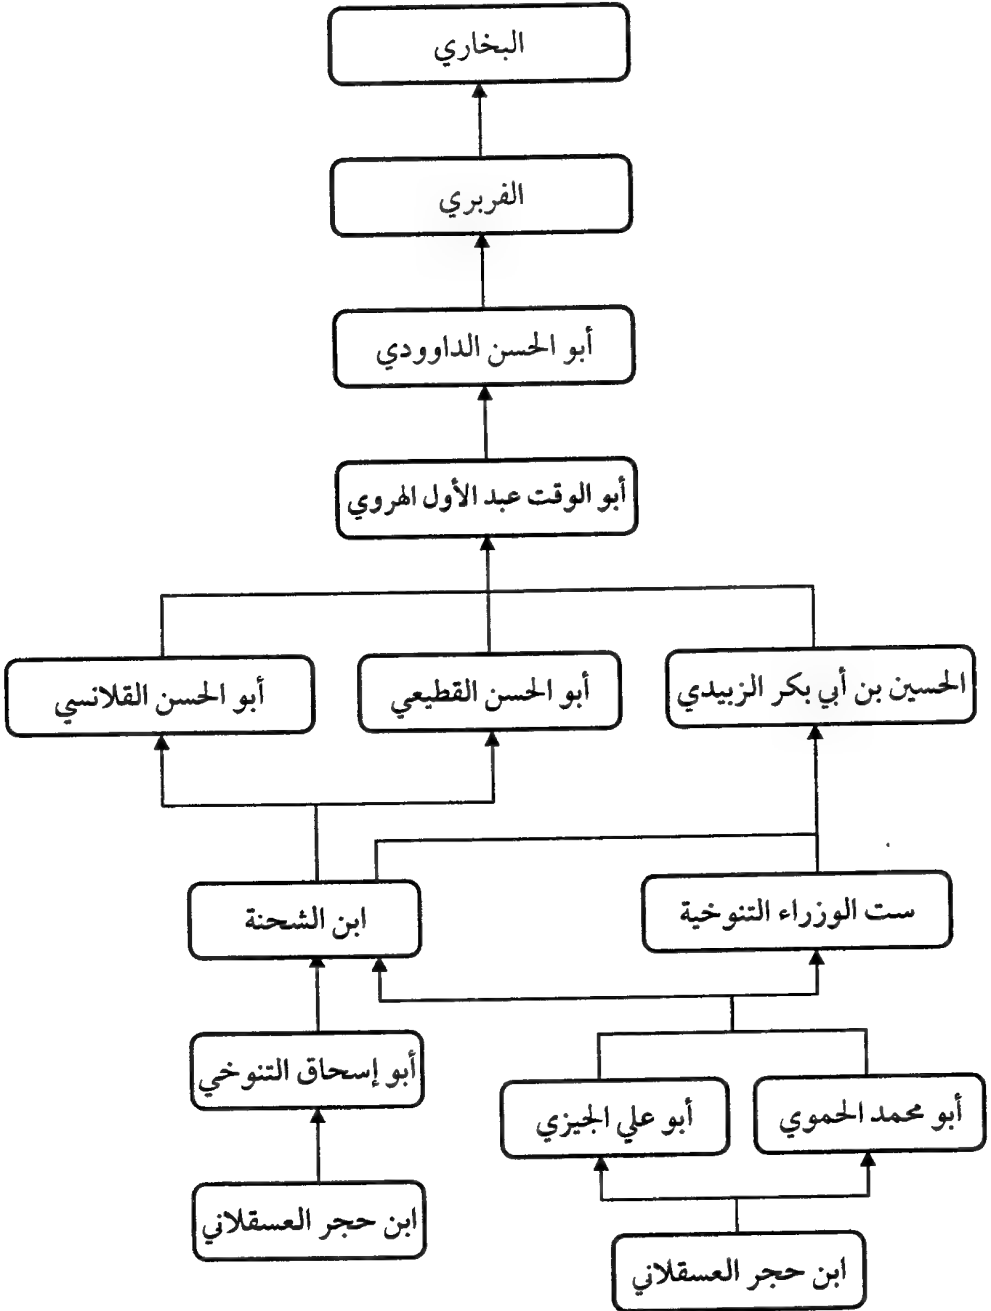 البخاري
الفربري
أبو الحسن الداوودي
أبو الوقت عبد الأول الهروي
الحسين بن أبي بكر الزبيدي
أبو الحسن القطيعي
أبو الحسن القلانسي
ست الوزراء التنوخية
ابن الشحنة
أبو إسحاق التنوخي
أبو محمد الحموي
أبو علي الجيزي
ابن حجر العسقلاني
ابن حجر العسقلاني